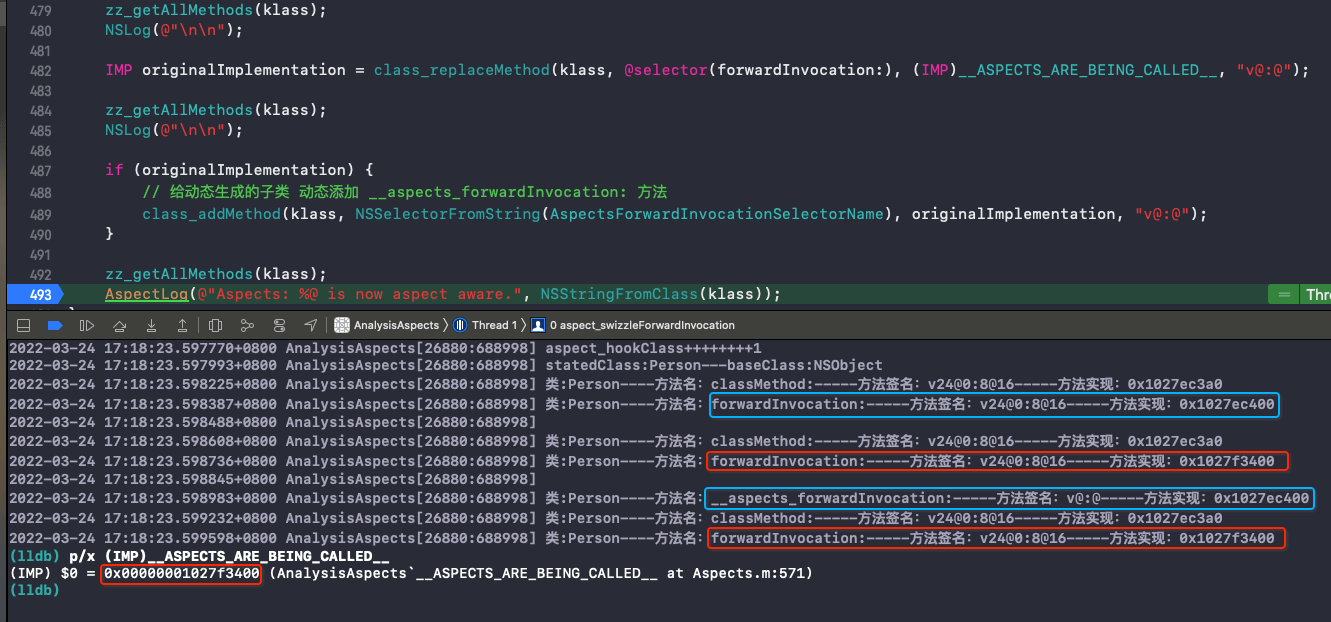 479 zz_getAllMethods(klass);
480 NSLog(@"\n\n");
481
482 IMP originalImplementation = class_replaceMethod(klass, @selector(forwardInvocation:), (IMP)__ASPECTS_ARE_BEING_CALLED__, "v@:@");
483
484 zz_getAllMethods(klass);
485 NSLog(@"\n\n");
486
487 if (originalImplementation) {
488 // 给动态生成的子类 动态添加 __aspects_forwardInvocation: 方法
489 class_addMethod(klass, NSSelectorFromString(AspectsForwardInvocationSelectorName), originalImplementation, "v@:@");
490 }
491
492 zz_getAllMethods(klass);
493 AspectLog(@"Aspects: %@ is now aspect aware.", NSStringFromClass(klass)); = Thre
AnalysisAspects 〉 Thread 1 〉 0 aspect_swizzleForwardInvocation
2022-03-24 17:18:23.597770+0800 AnalysisAspects[26880:688998] aspect_hookClass++++++++1
2022-03-24 17:18:23.597993+0800 AnalysisAspects[26880:688998] statedClass:Person---baseClass:NSObject
2022-03-24 17:18:23.598225+0800 AnalysisAspects[26880:688998] 类:Person----方法名：classMethod:-----方法签名：v24@0:8@16-----方法实现：0x1027ec3a0
2022-03-24 17:18:23.598387+0800 AnalysisAspects[26880:688998] 类:Person----方法名：forwardInvocation:-----方法签名：v24@0:8@16-----方法实现：0x1027ec400
2022-03-24 17:18:23.598488+0800 AnalysisAspects[26880:688998]
2022-03-24 17:18:23.598608+0800 AnalysisAspects[26880:688998] 类:Person----方法名：classMethod:-----方法签名：v24@0:8@16-----方法实现：0x1027ec3a0
2022-03-24 17:18:23.598736+0800 AnalysisAspects[26880:688998] 类:Person----方法名：forwardInvocation:-----方法签名：v24@0:8@16-----方法实现：0x1027f3400
2022-03-24 17:18:23.598845+0800 AnalysisAspects[26880:688998]
2022-03-24 17:18:23.598983+0800 AnalysisAspects[26880:688998] 类:Person----方法名：__aspects_forwardInvocation:-----方法签名：v@:@-----方法实现：0x1027ec400
2022-03-24 17:18:23.599232+0800 AnalysisAspects[26880:688998] 类:Person----方法名：classMethod:-----方法签名：v24@0:8@16-----方法实现：0x1027ec3a0
2022-03-24 17:18:23.599598+0800 AnalysisAspects[26880:688998] 类:Person----方法名：forwardInvocation:-----方法签名：v24@0:8@16-----方法实现：0x1027f3400
(lldb) p/x (IMP)__ASPECTS_ARE_BEING_CALLED__
(IMP) $0 = 0x00000001027f3400 (AnalysisAspects`__ASPECTS_ARE_BEING_CALLED__ at Aspects.m:571)
(lldb)